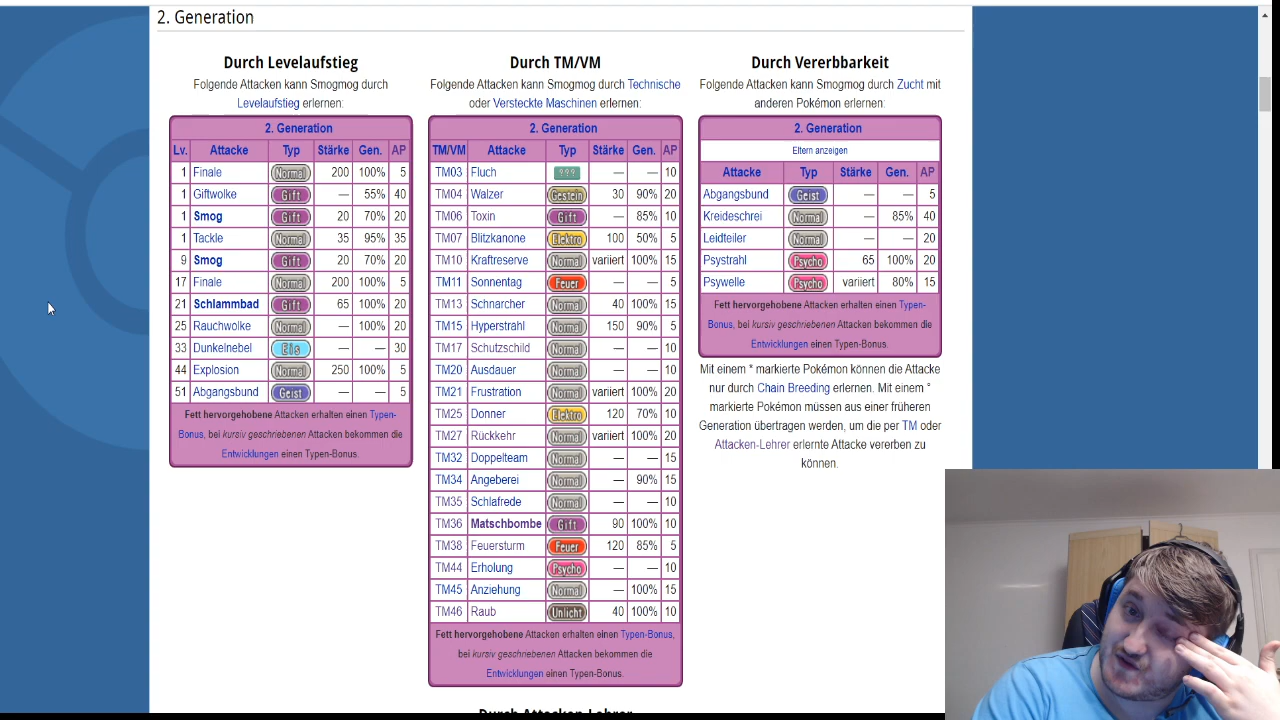 2. Generation
Durch Levelaufstieg
Folgende Attacken kann Smogmog durch
Levelaufstieg erlernen:
2. Generation
Lv. Attacke Typ Stärke Gen. AP
1 Finale Normal 200 100% 5
1 Giftwolke Gift — 55% 40
1 Smog Gift 20 70% 20
1 Tackle Normal 35 95% 35
9 Smog Gift 20 70% 20
17 Finale Normal 200 100% 5
21 Schlammbad Gift 65 100% 20
25 Rauchwolke Normal — 100% 20
33 Dunkelnebel Eis — — 30
44 Explosion Normal 250 100% 5
51 Abgangsbund Geist — — 5
Fett hervorgehobene Attacken erhalten einen Typen-
Bonus, bei kursiv geschriebenen Attacken bekommen die
Entwicklungen einen Typen-Bonus.
Durch TM/VM
Folgende Attacken kann Smogmog durch Technische
oder Versteckte Maschinen erlernen:
2. Generation
TM/VM Attacke Typ Stärke Gen. AP
TM03 Fluch ??? — — 10
TM04 Walzer Gestein 30 90% 20
TM06 Toxin Gift — 85% 10
TM07 Blitzkanone Elektro 100 50% 5
TM10 Kraftreserve Normal variiert 100% 15
TM11 Sonnentag Feuer — — 5
TM13 Schnarcher Normal 40 100% 15
TM15 Hyperstrahl Normal 150 90% 5
TM17 Schutzschild Normal — — 10
TM20 Ausdauer Normal — — 10
TM21 Frustration Normal variiert 100% 20
TM25 Donner Elektro 120 70% 10
TM27 Rückkehr Normal variiert 100% 20
TM32 Doppelteam Normal — — 15
TM34 Angeberei Normal — 90% 15
TM35 Schlafrede Normal — — 10
TM36 Matschbombe Gift 90 100% 10
TM38 Feuersturm Feuer 120 85% 5
TM44 Erholung Psycho — — 10
TM45 Anziehung Normal — 100% 15
TM46 Raub Unlicht 40 100% 10
Fett hervorgehobene Attacken erhalten einen Typen-Bonus,
bei kursiv geschriebenen Attacken bekommen die
Entwicklungen einen Typen-Bonus.
Durch Attacken-Lehrer
Durch Vererbbarkeit
Folgende Attacken kann Smogmog durch Zucht mit
anderen Pokémon erlernen:
2. Generation
Eltern anzeigen
Attacke Typ Stärke Gen. AP
Abgangsbund Geist — — 5
Kreideschrei Normal — 85% 40
Leidteiler Normal — — 20
Psystrahl Psycho 65 100% 20
Psywelle Psycho variiert 80% 15
Fett hervorgehobene Attacken erhalten einen Typen-
Bonus, bei kursiv geschriebenen Attacken bekommen die
Entwicklungen einen Typen-Bonus.
Mit einem * markierte Pokémon können die Attacke
nur durch Chain Breeding erlernen. Mit einem °
markierte Pokémon müssen aus einer früheren
Generation übertragen werden, um die per TM oder
Attacken-Lehrer erlernte Attacke vererben zu
können.